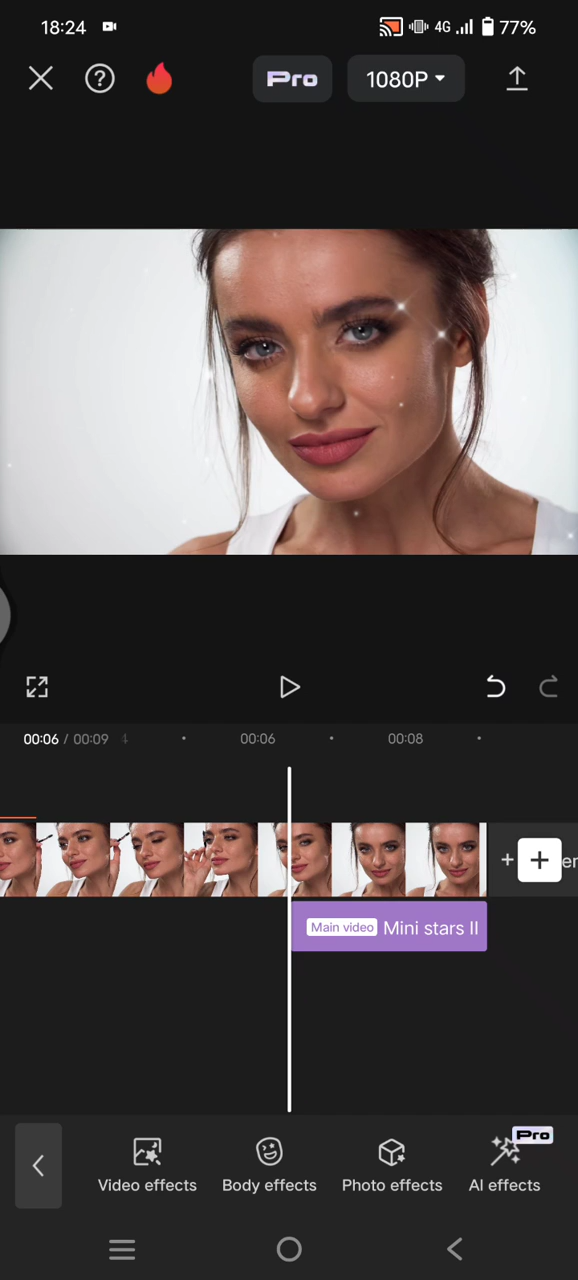 18:24 4G 77%
Pro 1080P
00:06 / 00:09 00:06 00:08
Main video Mini stars II
Pro
Video effects Body effects Photo effects AI effects